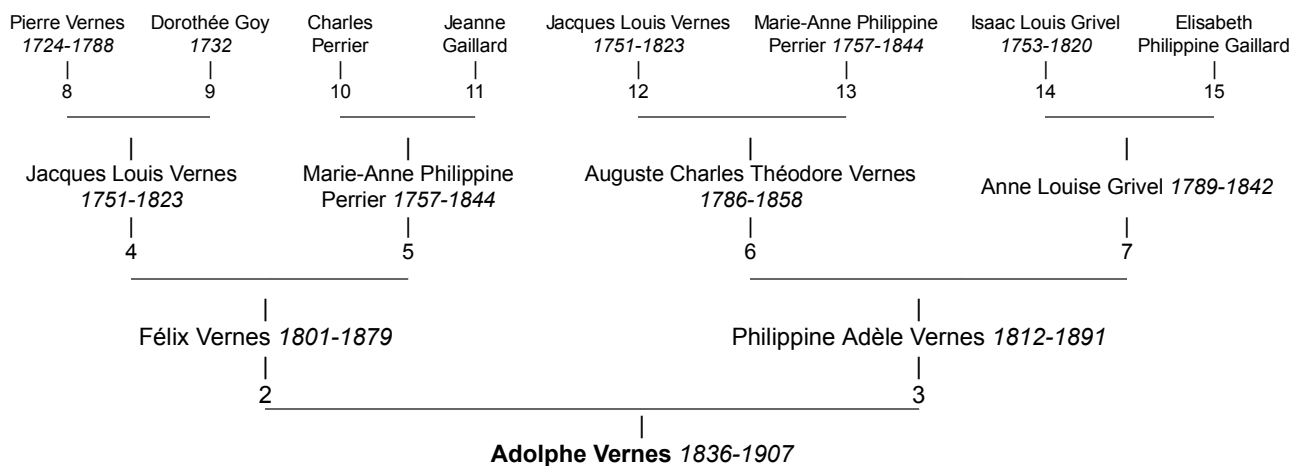 Pierre Vernes Dorothée Goy Charles Jeanne Jacques Louis Vernes Marie-Anne Philippine Isaac Louis Grivel Elisabeth
1724-1788 1732 Perrier Gaillard 1751-1823 Perrier 1757-1844 1753-1820 Philippine Gaillard
8 9 10 11 12 13 14 15
Jacques Louis Vernes Marie-Anne Philippine Auguste Charles Théodore Vernes Anne Louise Grivel 1789-1842
1751-1823 Perrier 1757-1844 1786-1858
4 5 6 7
Félix Vernes 1801-1879 Philippine Adèle Vernes 1812-1891
2 3
Adolphe Vernes 1836-1907